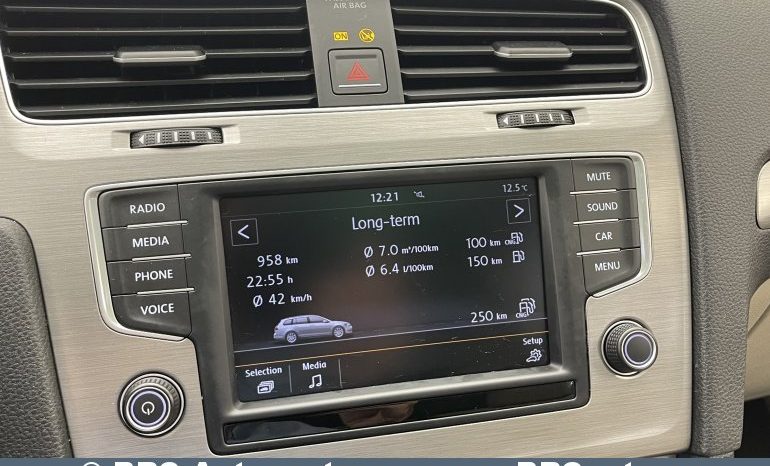 AIR BAG
ON
RADIO
MEDIA
PHONE
VOICE
MUTE
SOUND
CAR
MENU
12:21
12.5°C
Long-term
958 km
22:55 h
Ø 42 km/h
Ø 7.0 m³/100km
Ø 6.4 l/100km
100 km CNG
150 km
250 km CNG
Selection
Media
Setup